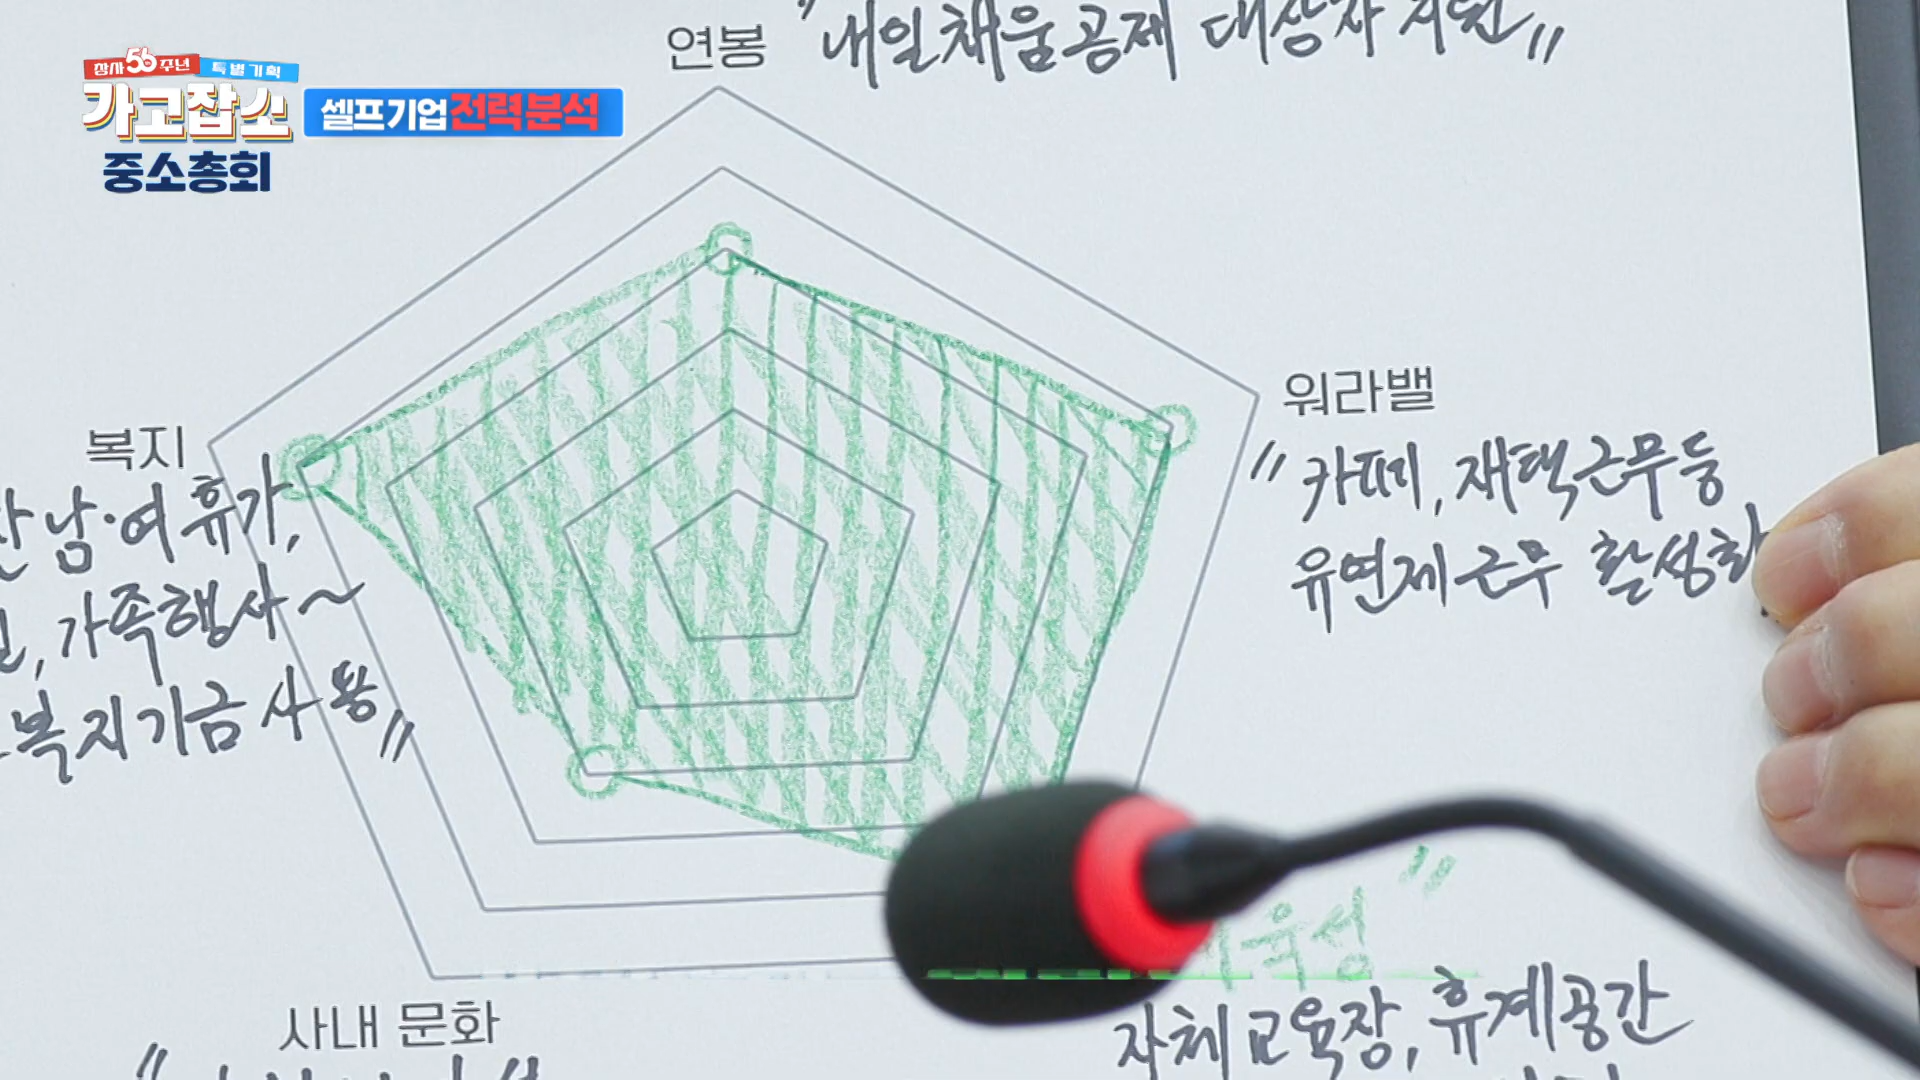 창사56주년 특별기획
가고잡소
중소총회
셀프기업전력분석
연봉
"내일채움공제 대상자 지원"
워라밸
"카페, 재택근무 등
유연제근무 활성화
복지
남·여 휴가,
가족행사~
복지기금 사용"
육성"
사내 문화
자체교육장, 휴게공간